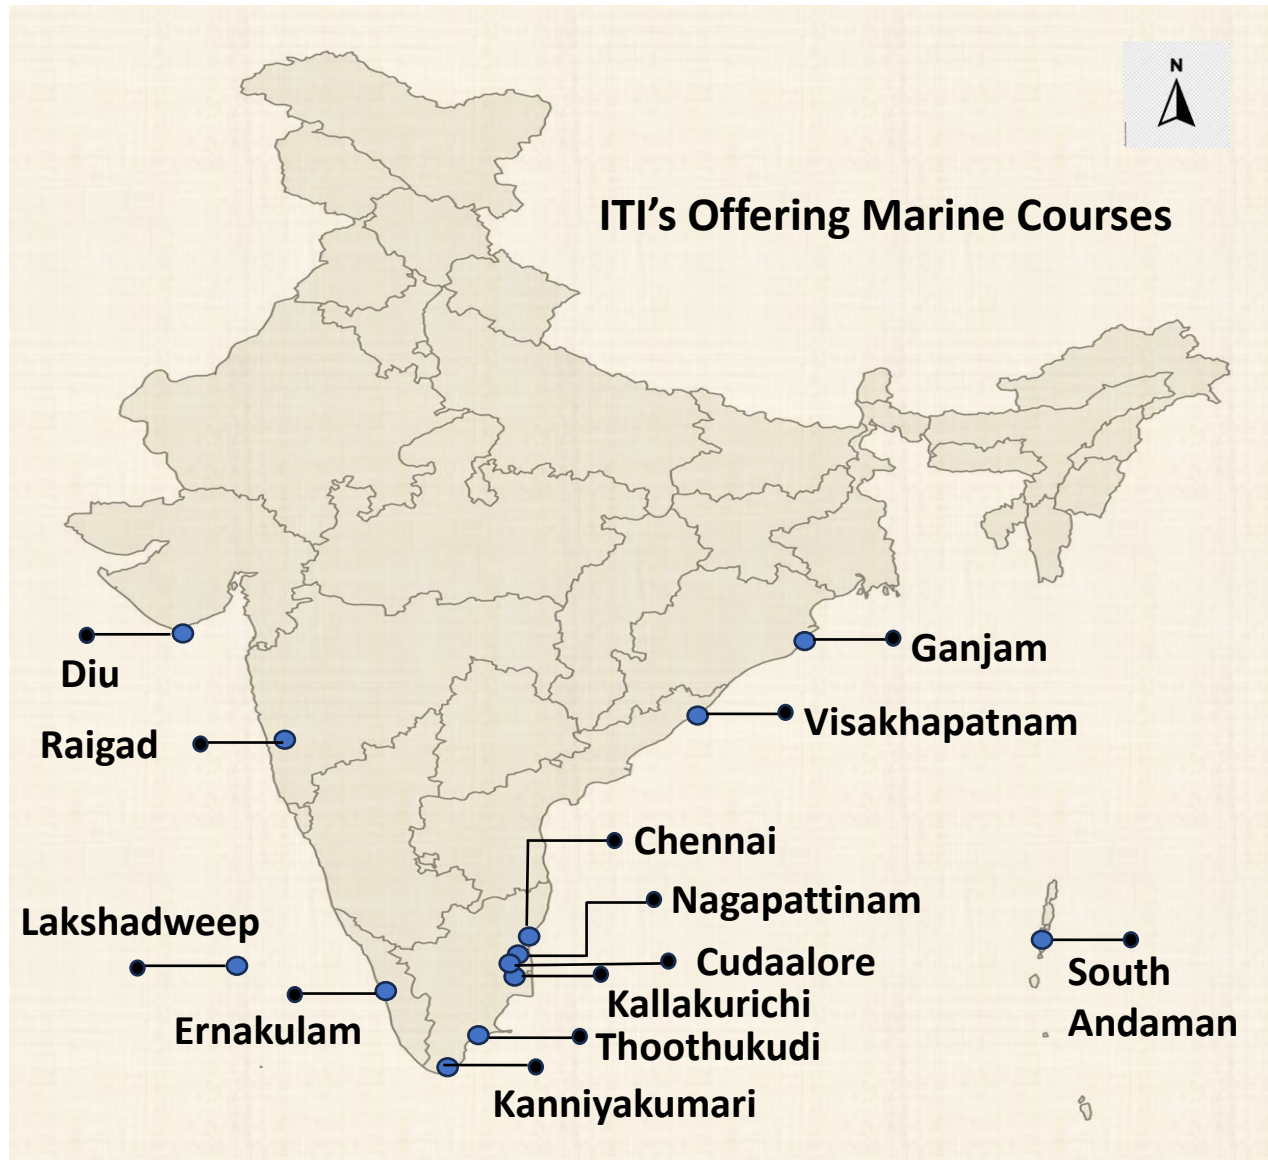 N
ITI's Offering Marine Courses
Diu
Ganjam
Visakhapatnam
Raigad
Chennai
Nagapattinam
Lakshadweep
Cudaalore
Kallakurichi
South
Andaman
Ernakulam
Thoothukudi
Kanniyakumari